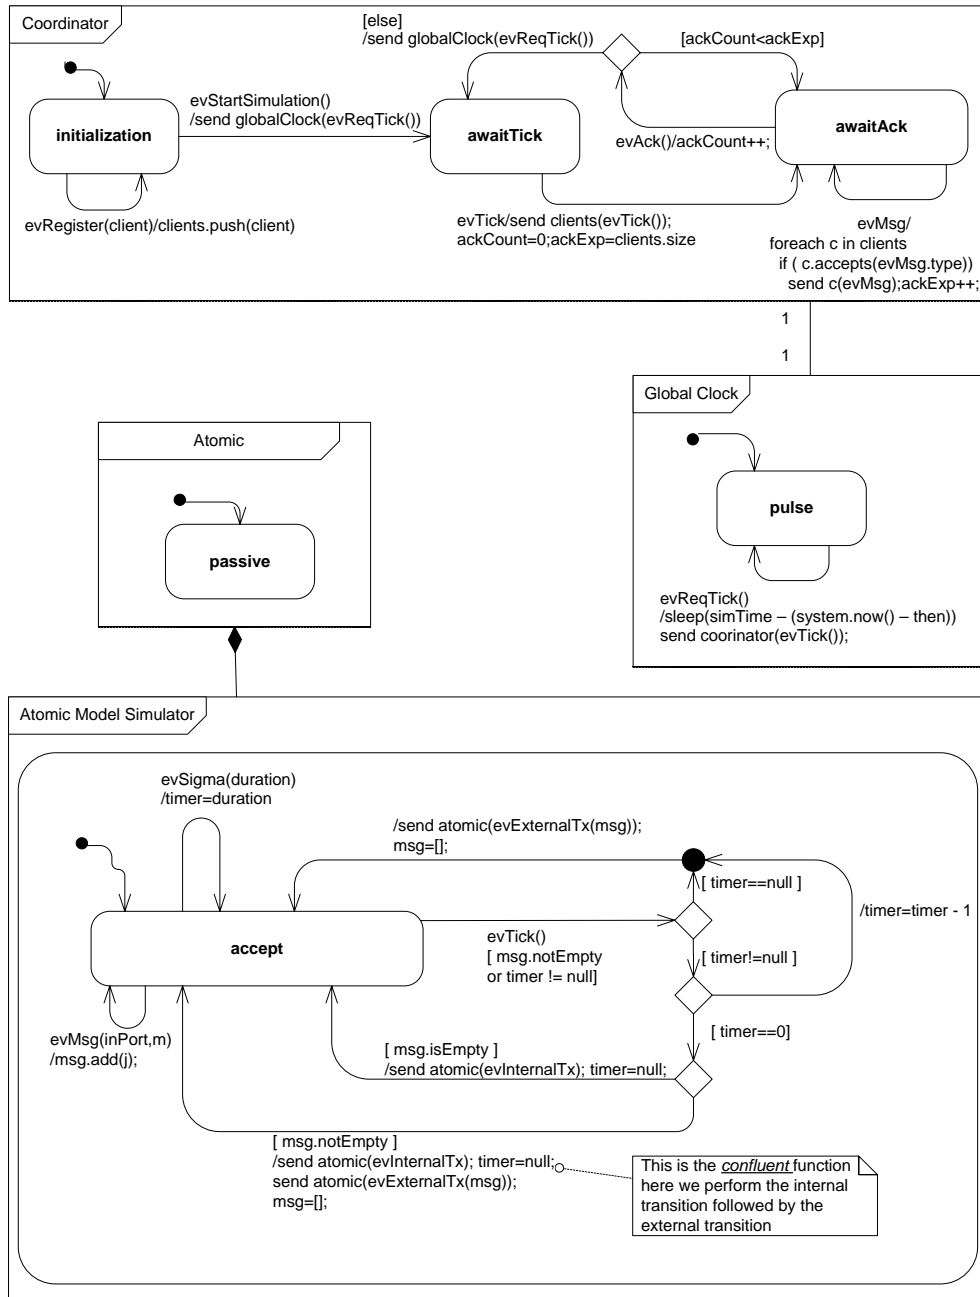 Coordinator
[else]
/send globalClock(evReqTick())
[ackCount<ackExp]
evStartSimulation()
/send globalClock(evReqTick())
initialization
awaitTick
awaitAck
evAck()/ackCount++;
evRegister(client)/clients.push(client)
evTick/send clients(evTick());
ackCount=0;ackExp=clients.size
evMsg/
foreach c in clients
if ( c.accepts(evMsg.type))
send c(evMsg);ackExp++;
1
1
Global Clock
pulse
evReqTick()
/sleep(simTime – (system.now() – then))
send coorinator(evTick());
Atomic
passive
Atomic Model Simulator
evSigma(duration)
/timer=duration
/send atomic(evExternalTx(msg));
msg=[];
[ timer==null ]
/timer=timer - 1
accept
evTick()
[ msg.notEmpty
or timer != null]
[ timer!=null ]
evMsg(inPort,m)
/msg.add(j);
[ timer==0]
[ msg.isEmpty ]
/send atomic(evInternalTx); timer=null;
[ msg.notEmpty ]
/send atomic(evInternalTx); timer=null;
send atomic(evExternalTx(msg));
msg=[];
This is the confluent function
here we perform the internal
transition followed by the
external transition